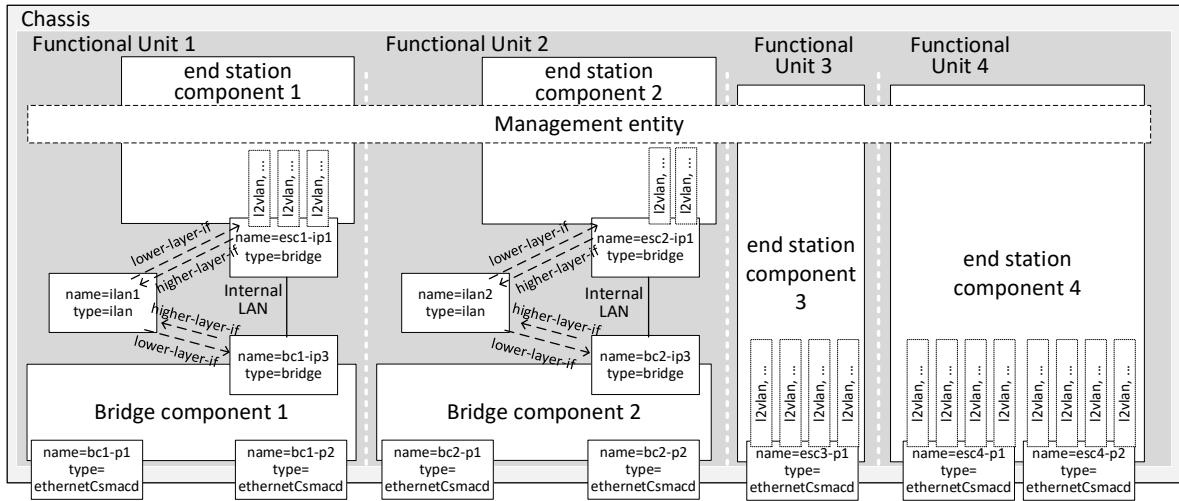 Chassis
Functional Unit 1
end station
component 1
Management entity
l2vlan, ...
l2vlan, ...
l2vlan, ...
name=esc1-ip1
type=bridge
lower-layer-if
higher-layer-if
name=ilan1
type=ilan
Internal
LAN
higher-layer-if
lower-layer-if
name=bc1-ip3
type=bridge
Bridge component 1
name=bc1-p1
type=
ethernetCsmacd
name=bc1-p2
type=
ethernetCsmacd
Functional Unit 2
end station
component 2
l2vlan, ...
l2vlan, ...
name=esc2-ip1
type=bridge
lower-layer-if
higher-layer-if
name=ilan2
type=ilan
Internal
LAN
higher-layer-if
lower-layer-if
name=bc2-ip3
type=bridge
Bridge component 2
name=bc2-p1
type=
ethernetCsmacd
name=bc2-p2
type=
ethernetCsmacd
Functional
Unit 3
end station
component
3
l2vlan, ...
l2vlan, ...
l2vlan, ...
l2vlan, ...
name=esc3-p1
type=
ethernetCsmacd
Functional
Unit 4
end station
component 4
l2vlan, ...
l2vlan, ...
l2vlan, ...
l2vlan, ...
l2vlan, ...
l2vlan, ...
l2vlan, ...
l2vlan, ...
name=esc4-p1
type=
ethernetCsmacd
name=esc4-p2
type=
ethernetCsmacd